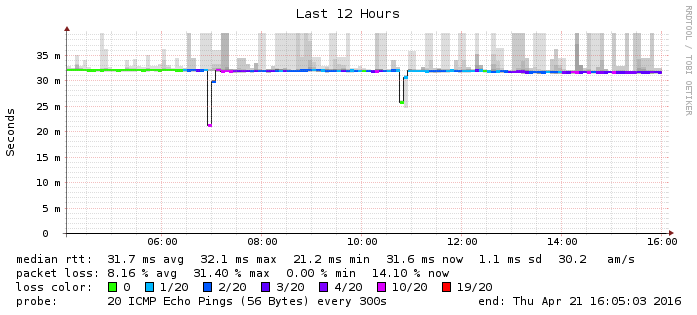 Last 12 Hours
RRDTOOL / TOBI OETIKER
Seconds
35 m
30 m
25 m
20 m
15 m
10 m
5 m
0
06:00 08:00 10:00 12:00 14:00 16:00
median rtt: 31.7 ms avg 32.1 ms max 21.2 ms min 31.6 ms now 1.1 ms sd 30.2 am/s
packet loss: 8.16 % avg 31.40 % max 0.00 % min 14.10 % now
loss color: 0 1/20 2/20 3/20 4/20 10/20 19/20
probe: 20 ICMP Echo Pings (56 Bytes) every 300s end: Thu Apr 21 16:05:03 2016